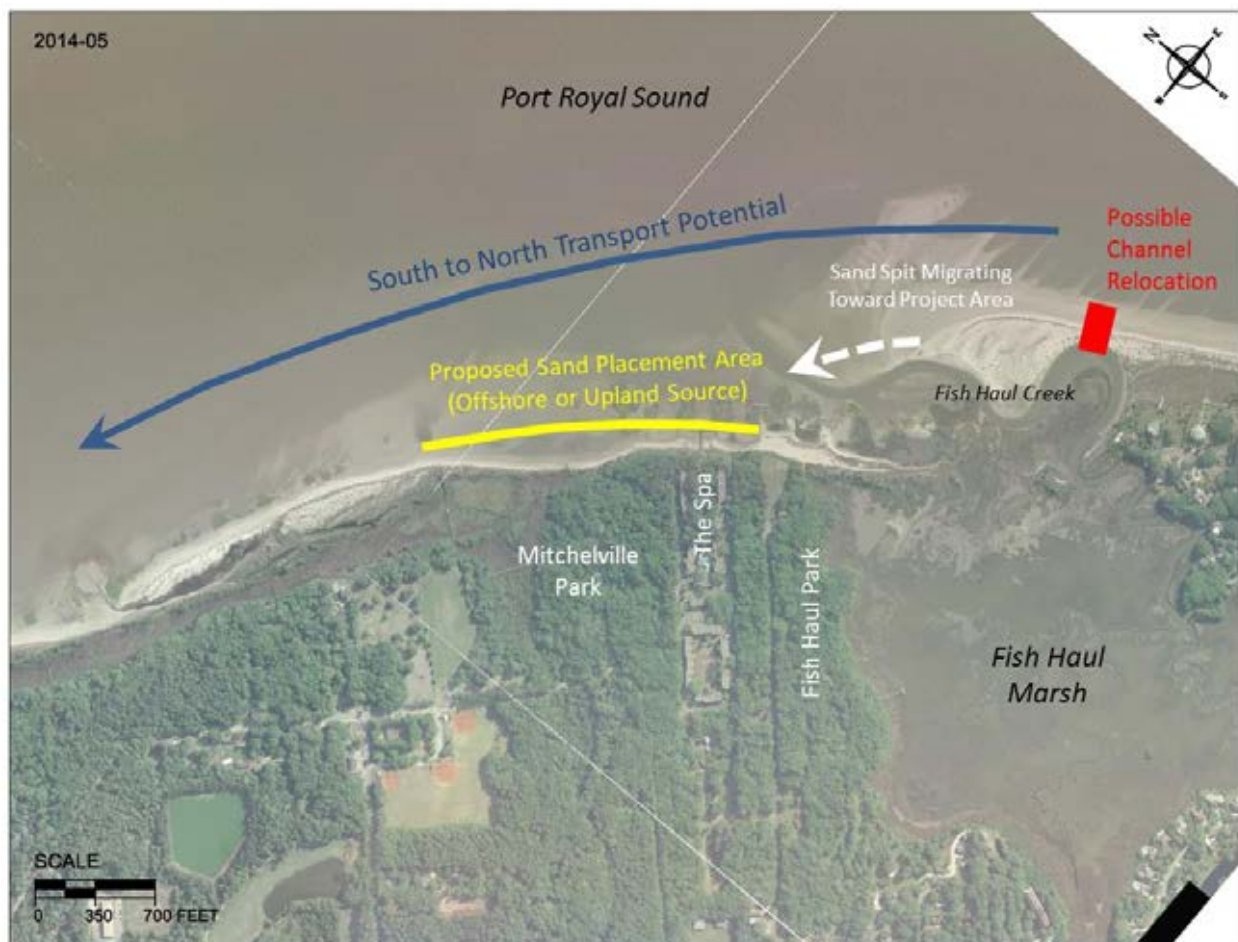 2014-05
Port Royal Sound
South to North Transport Potential
Possible
Channel
Relocation
Sand Spit Migrating
Toward Project Area
Proposed Sand Placement Area
(Offshore or Upland Source)
Fish Haul Creek
Mitchelville
Park
The Spa
Fish Haul Park
Fish Haul
Marsh
SCALE
0 350 700 FEET